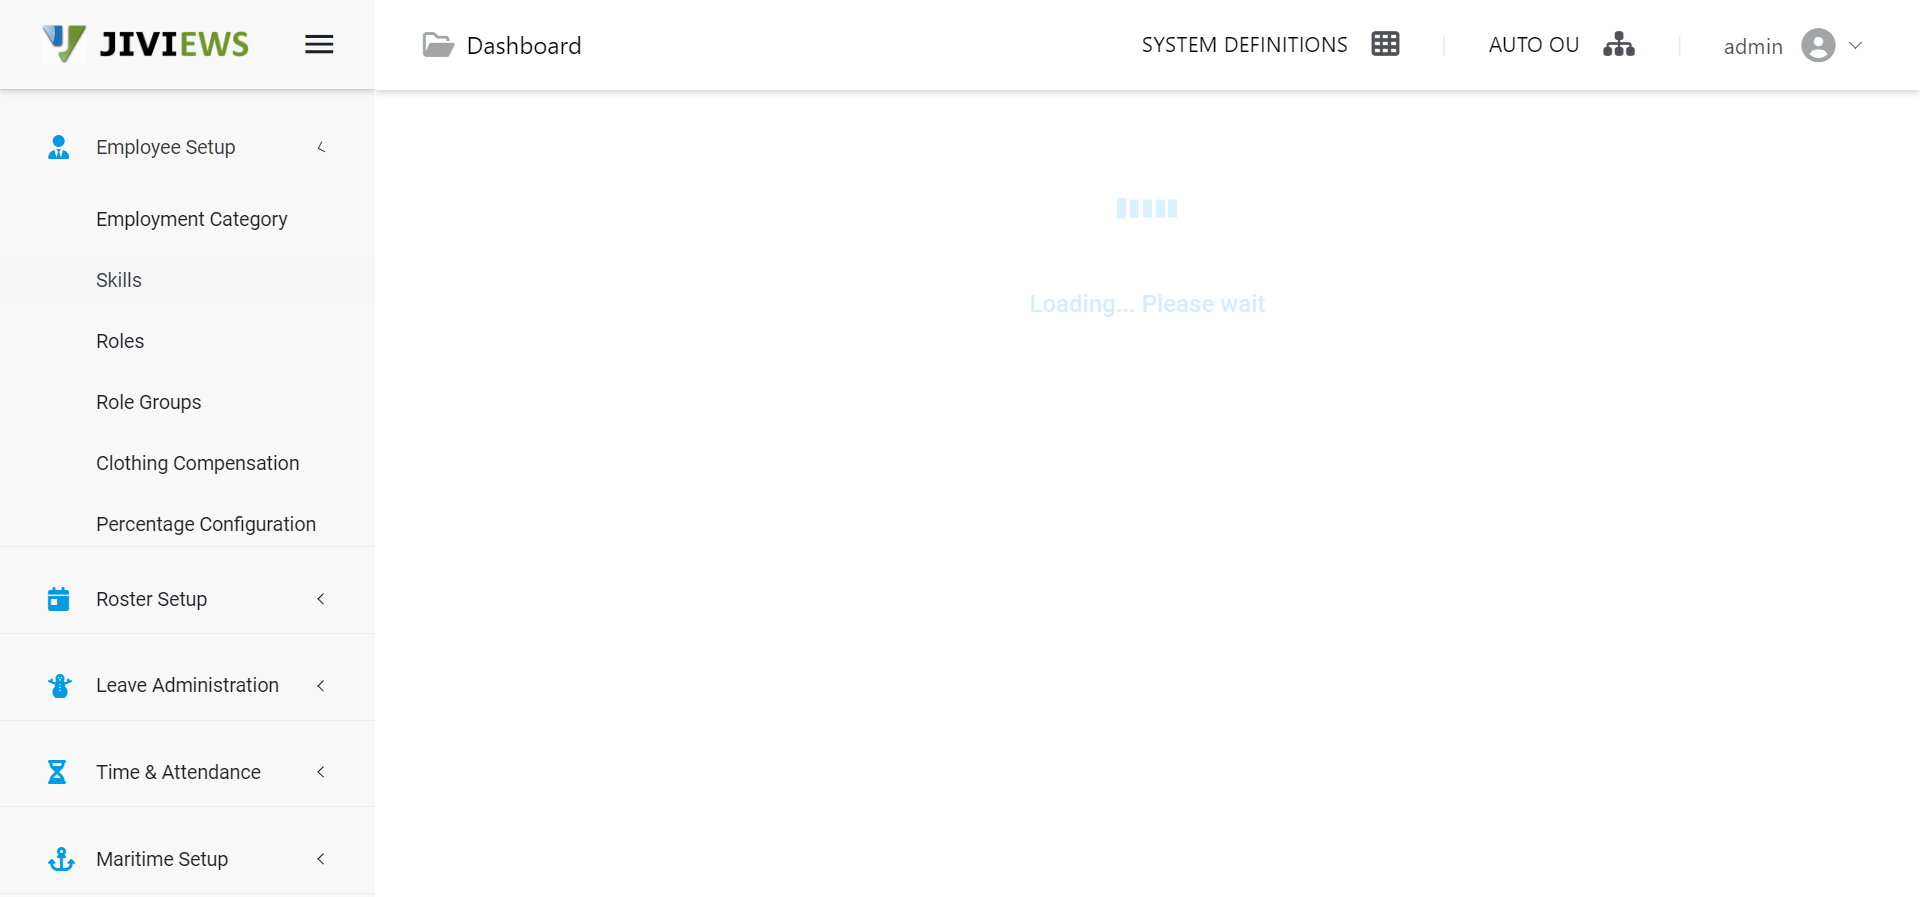 JIVIEWS
Dashboard
SYSTEM DEFINITIONS
AUTO OU
admin
Employee Setup
Employment Category
Skills
Roles
Role Groups
Clothing Compensation
Percentage Configuration
Roster Setup
Leave Administration
Time & Attendance
Maritime Setup
Loading... Please wait